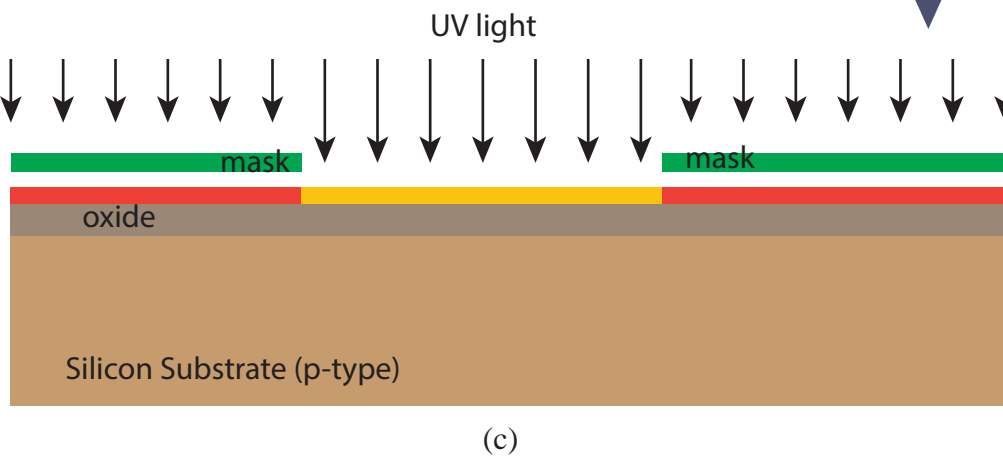 UV light
mask
mask
oxide
Silicon Substrate (p-type)
(c)